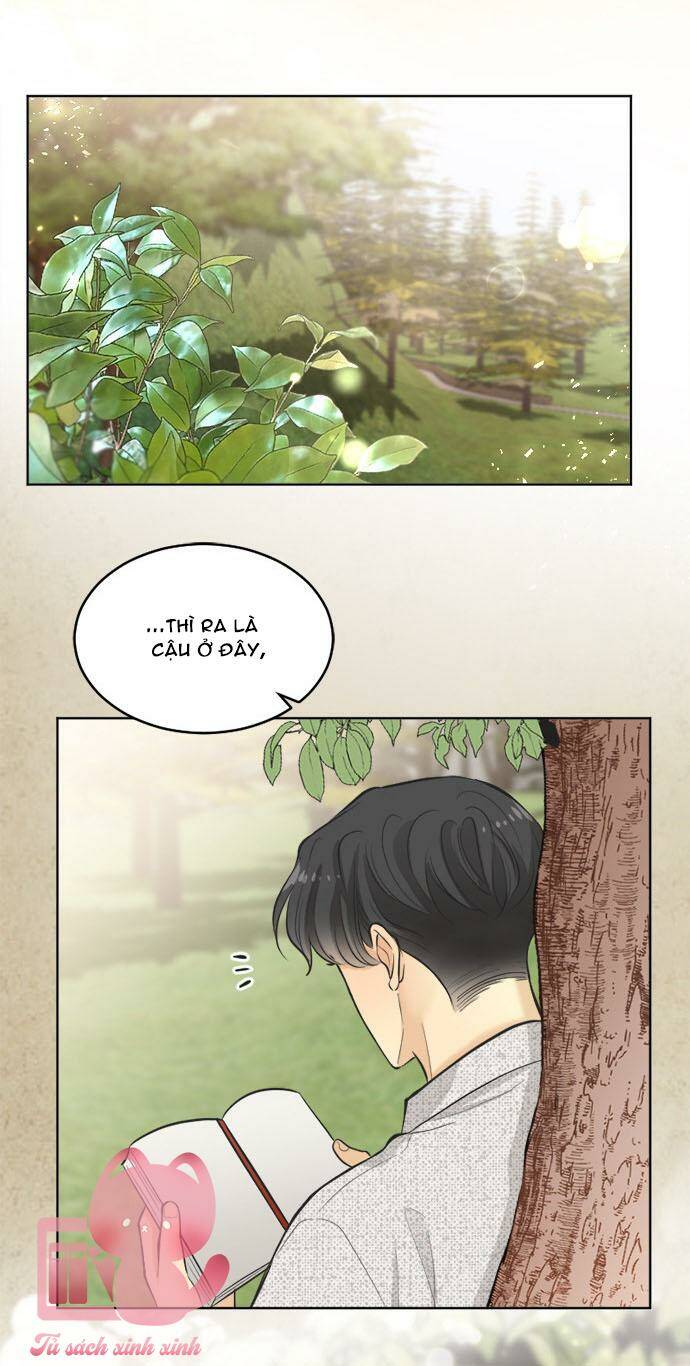 ...THÌ RA LÀ
CẬU Ở ĐÂY,
Tủ sách xinh xinh